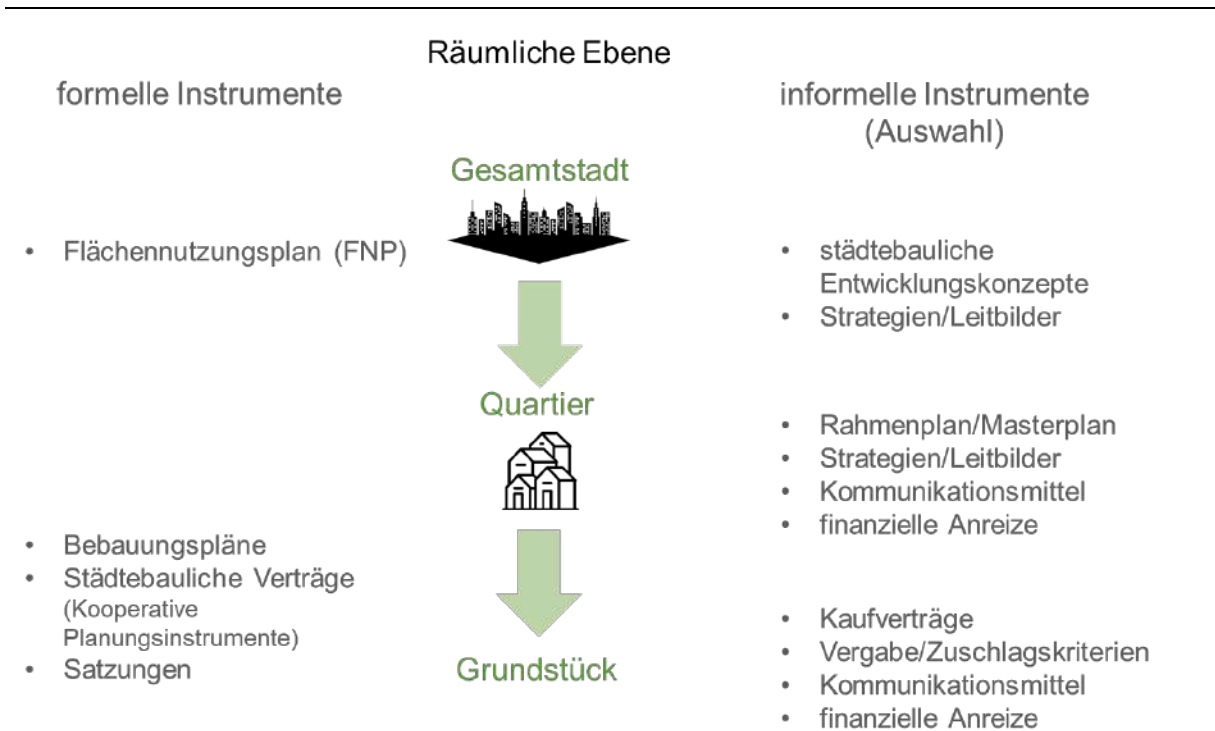 Räumliche Ebene
formelle Instrumente
informelle Instrumente
(Auswahl)
Gesamtstadt
• Flächennutzungsplan (FNP)
• städtebauliche
Entwicklungskonzepte
• Strategien/Leitbilder
Quartier
• Rahmenplan/Masterplan
• Strategien/Leitbilder
• Kommunikationsmittel
• finanzielle Anreize
• Bebauungspläne
• Städtebauliche Verträge
(Kooperative
Planungsinstrumente)
• Satzungen
Grundstück
• Kaufverträge
• Vergabe/Zuschlagskriterien
• Kommunikationsmittel
• finanzielle Anreize